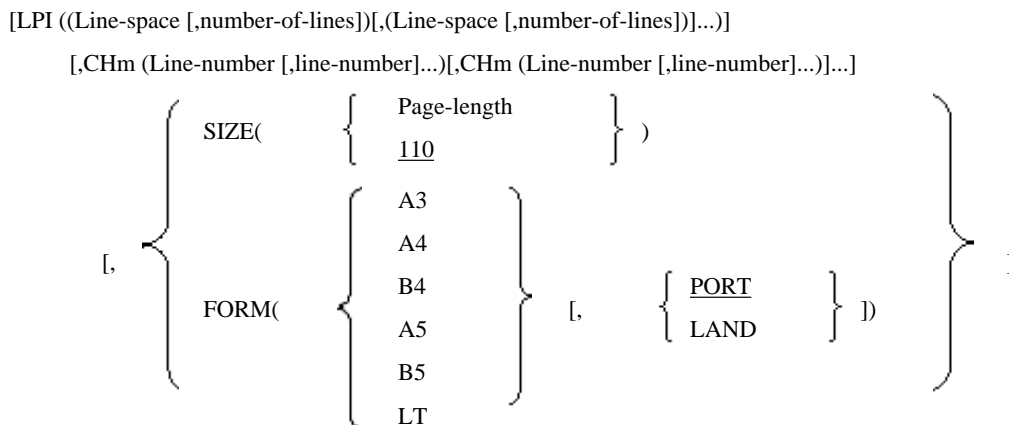 [LPI ((Line-space [,number-of-lines])[,(Line-space [,number-of-lines])]...)]
[,CHm (Line-number [,line-number]...)[,CHm (Line-number [,line-number]...)]...]
Page-length
SIZE( { } )
110
A3
A4
[, B4 ]
PORT
FORM( { A5 } [, { } ])
LAND
B5
LT